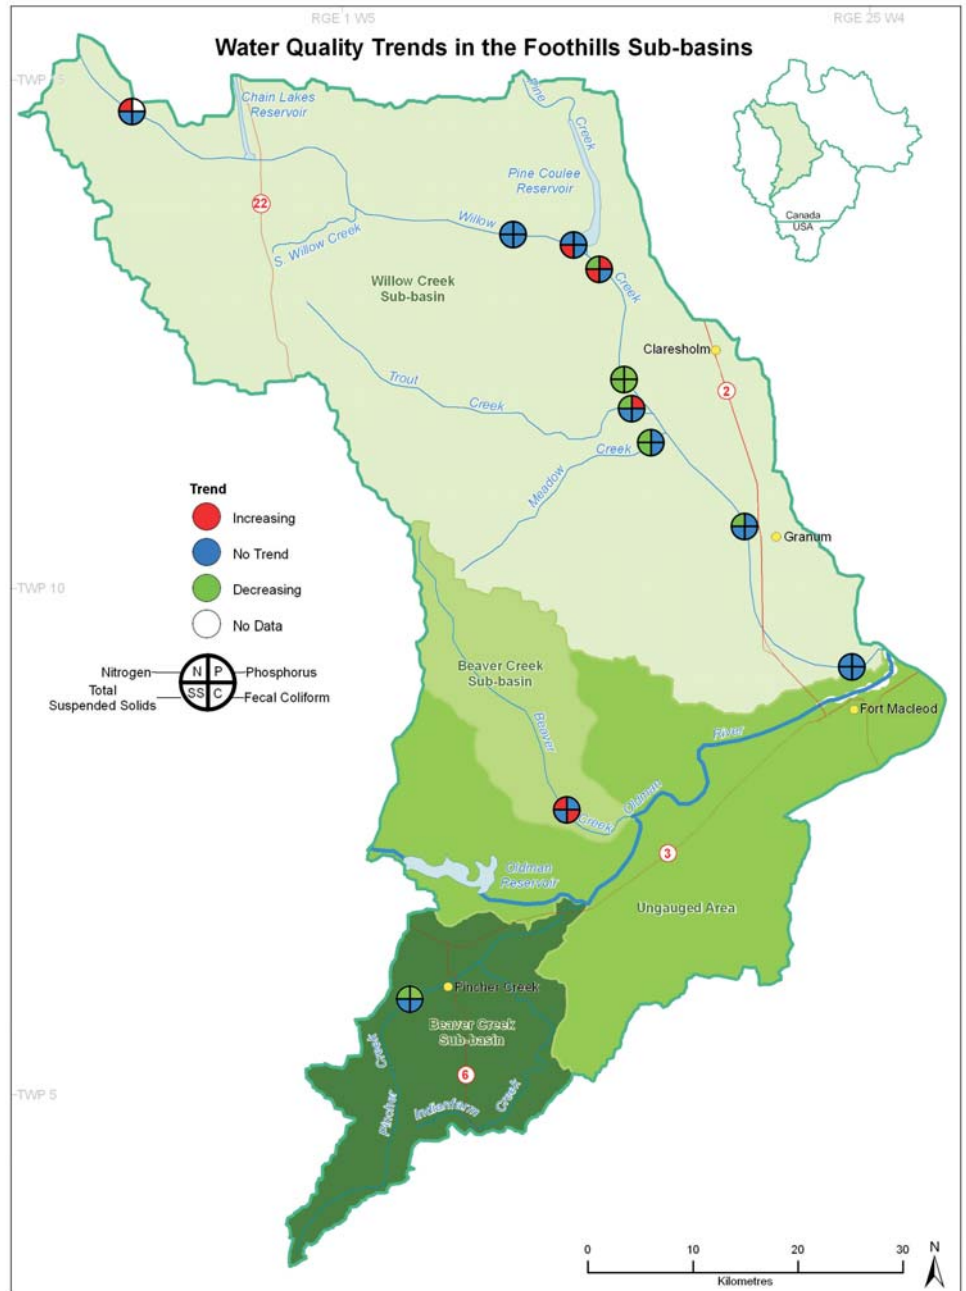 RGE 1 W5
RGE 25 W4
Water Quality Trends in the Foothills Sub-basins
TWP 15
Chain Lakes
Reservoir
Pine
Creek
Pine Coulee
Reservoir
Canada
USA
22
Willow
S. Willow Creek
Creek
Willow Creek
Sub-basin
Claresholm
2
Trout
Creek
Creek
Meadow
Trend
Increasing
No Trend
Decreasing
No Data
Granum
TWP 10
Nitrogen
N P
Phosphorus
Total
Suspended Solids
SS C
Fecal Coliform
Beaver Creek
Sub-basin
Fort Macleod
Beaver
River
Oldman
Creek
3
Oldman
Reservoir
Ungauged Area
Pincher Creek
Beaver Creek
Sub-basin
Creek
6
TWP 5
Pincher
Indianfarm
Creek
0 10 20 30
Kilometres
N